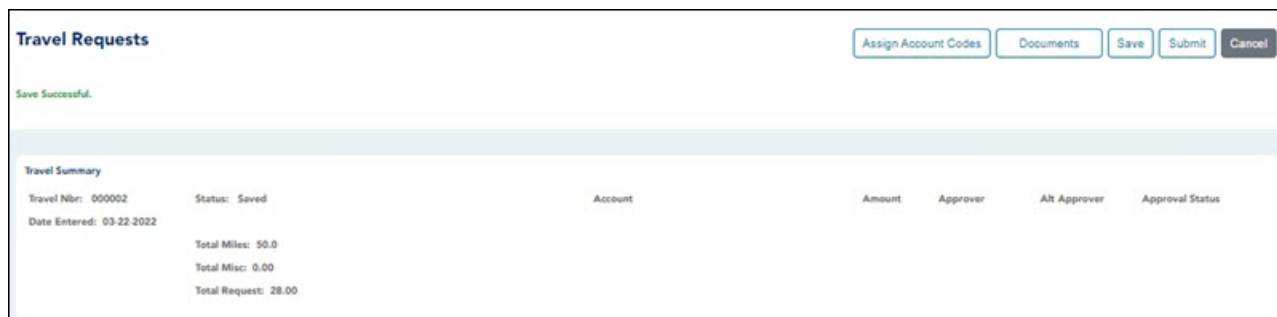 Travel Requests
Assign Account Codes Documents Save Submit Cancel
Save Successful.
Travel Summary
Travel Nbr: 000002 Status: Saved Account Amount Approver Alt Approver Approval Status
Date Entered: 03-22-2022
Total Miles: 50.0
Total Misc: 0.00
Total Request: 28.00